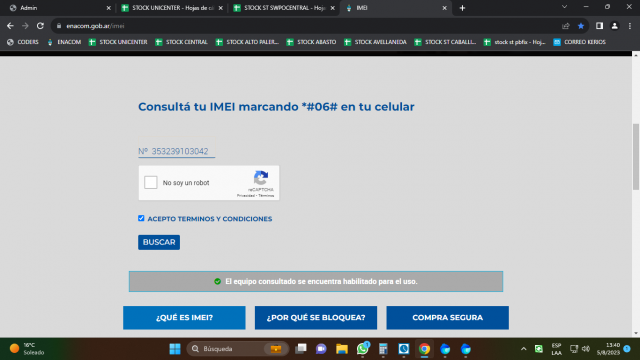 Admin
STOCK UNICENTER - Hojas de cá
STOCK ST SWPOCENTRAL - Hoja
IMEI
enacom.gob.ar/imei
CODERS
ENACOM
STOCK UNICENTER
STOCK CENTRAL
STOCK ALTO PALER...
STOCK ABASTO
STOCK AVELLANEDA
STOCK ST CABALLI...
stock st pbfix - Hoj...
CORREO KERIOS
Consultá tu IMEI marcando *#06# en tu celular
Nº 353239103042
No soy un robot
reCAPTCHA
Privacidad - Términos
ACEPTO TERMINOS Y CONDICIONES
BUSCAR
El equipo consultado se encuentra habilitado para el uso.
¿QUÉ ES IMEI?
¿POR QUÉ SE BLOQUEA?
COMPRA SEGURA
16°C
Soleado
Búsqueda
ESP
LAA
13:40
5/8/2023